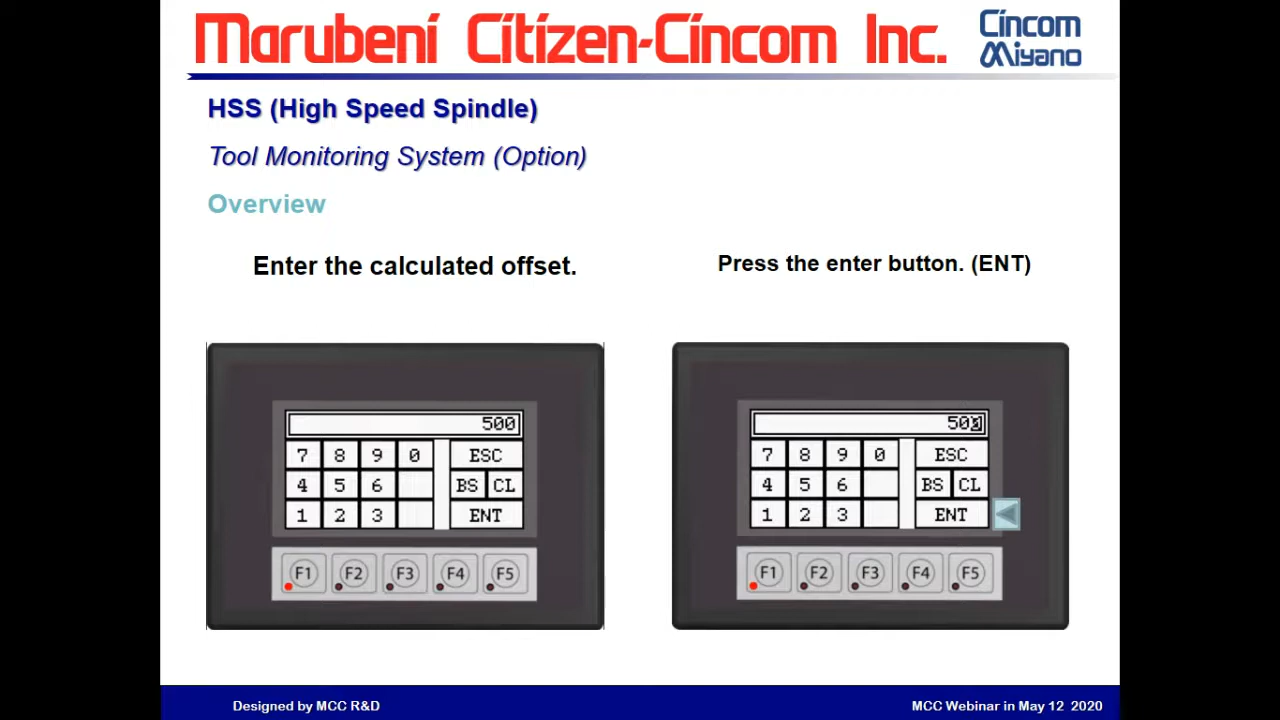 Marubeni Citizen-Cincom Inc.
Cincom
Miyano
HSS (High Speed Spindle)
Tool Monitoring System (Option)
Overview
Enter the calculated offset.
Press the enter button. (ENT)
500
7 8 9 0 ESC
4 5 6 BS CL
1 2 3 ENT
F1 F2 F3 F4 F5
7 8 9 0 ESC
4 5 6 BS CL
1 2 3 ENT
F1 F2 F3 F4 F5
Designed by MCC R&D
MCC Webinar in May 12 2020